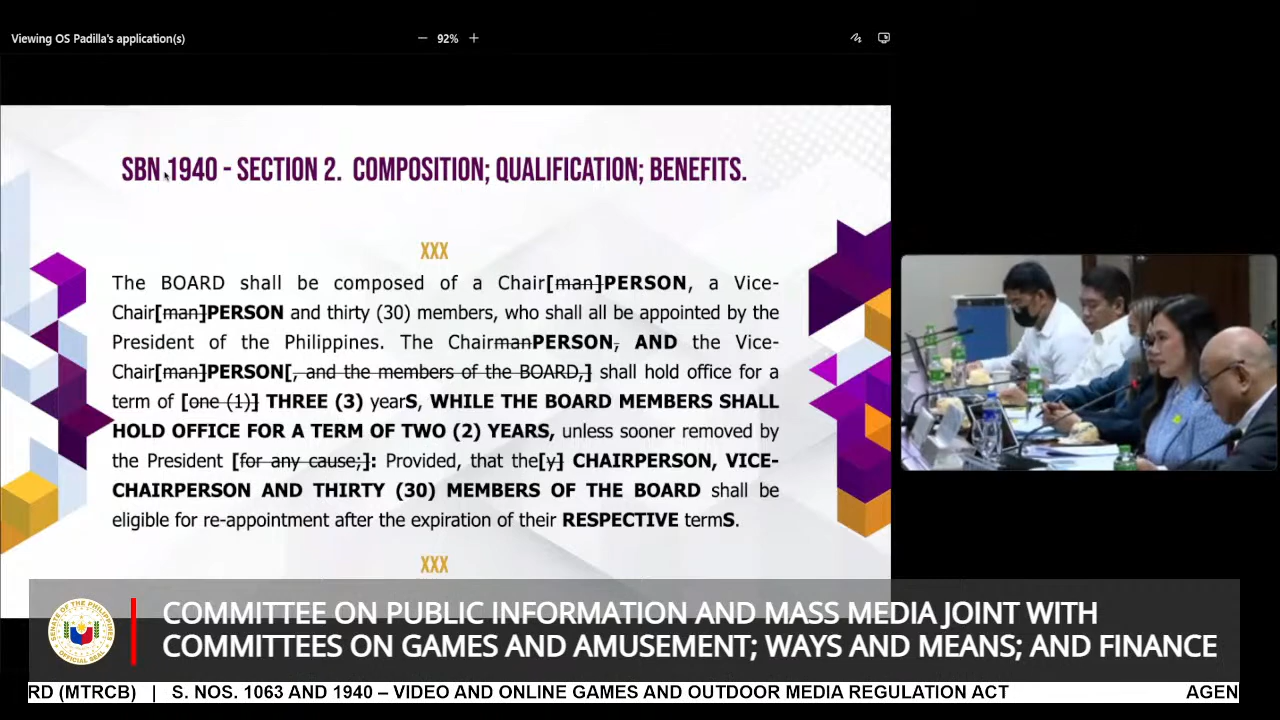 Viewing OS Padilla's application(s)
− 92% +
SBN 1940 - SECTION 2. COMPOSITION; QUALIFICATION; BENEFITS.
XXX
The BOARD shall be composed of a Chair[man]PERSON, a Vice-
Chair[man]PERSON and thirty (30) members, who shall all be appointed by the
President of the Philippines. The ChairmanPERSON, AND the Vice-
Chair[man]PERSON[, and the members of the BOARD,] shall hold office for a
term of [one (1)] THREE (3) yearS, WHILE THE BOARD MEMBERS SHALL
HOLD OFFICE FOR A TERM OF TWO (2) YEARS, unless sooner removed by
the President [for any cause;]: Provided, that the[y] CHAIRPERSON, VICE-
CHAIRPERSON AND THIRTY (30) MEMBERS OF THE BOARD shall be
eligible for re-appointment after the expiration of their RESPECTIVE termS.
XXX
SENATE OF THE PHILIPPINES
OFFICIAL SEAL
COMMITTEE ON PUBLIC INFORMATION AND MASS MEDIA JOINT WITH
COMMITTEES ON GAMES AND AMUSEMENT; WAYS AND MEANS; AND FINANCE
RD (MTRCB) | S. NOS. 1063 AND 1940 – VIDEO AND ONLINE GAMES AND OUTDOOR MEDIA REGULATION ACT AGEN